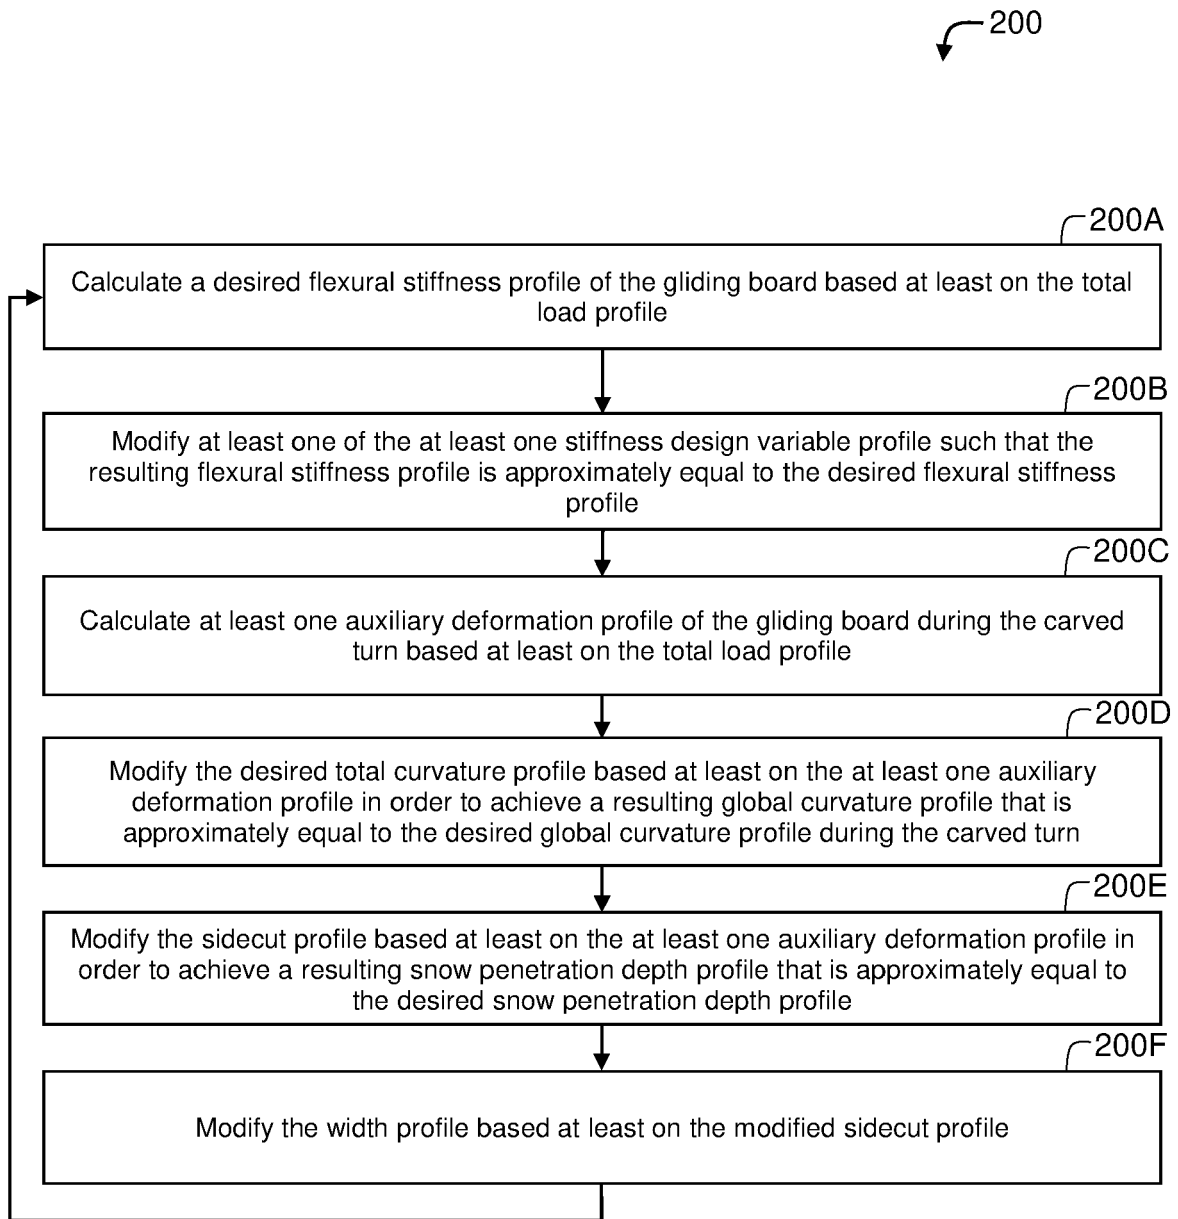 200
200A
Calculate a desired flexural stiffness profile of the gliding board based at least on the total
load profile
200B
Modify at least one of the at least one stiffness design variable profile such that the
resulting flexural stiffness profile is approximately equal to the desired flexural stiffness
profile
200C
Calculate at least one auxiliary deformation profile of the gliding board during the carved
turn based at least on the total load profile
200D
Modify the desired total curvature profile based at least on the at least one auxiliary
deformation profile in order to achieve a resulting global curvature profile that is
approximately equal to the desired global curvature profile during the carved turn
200E
Modify the sidecut profile based at least on the at least one auxiliary deformation profile in
order to achieve a resulting snow penetration depth profile that is approximately equal to
the desired snow penetration depth profile
200F
Modify the width profile based at least on the modified sidecut profile